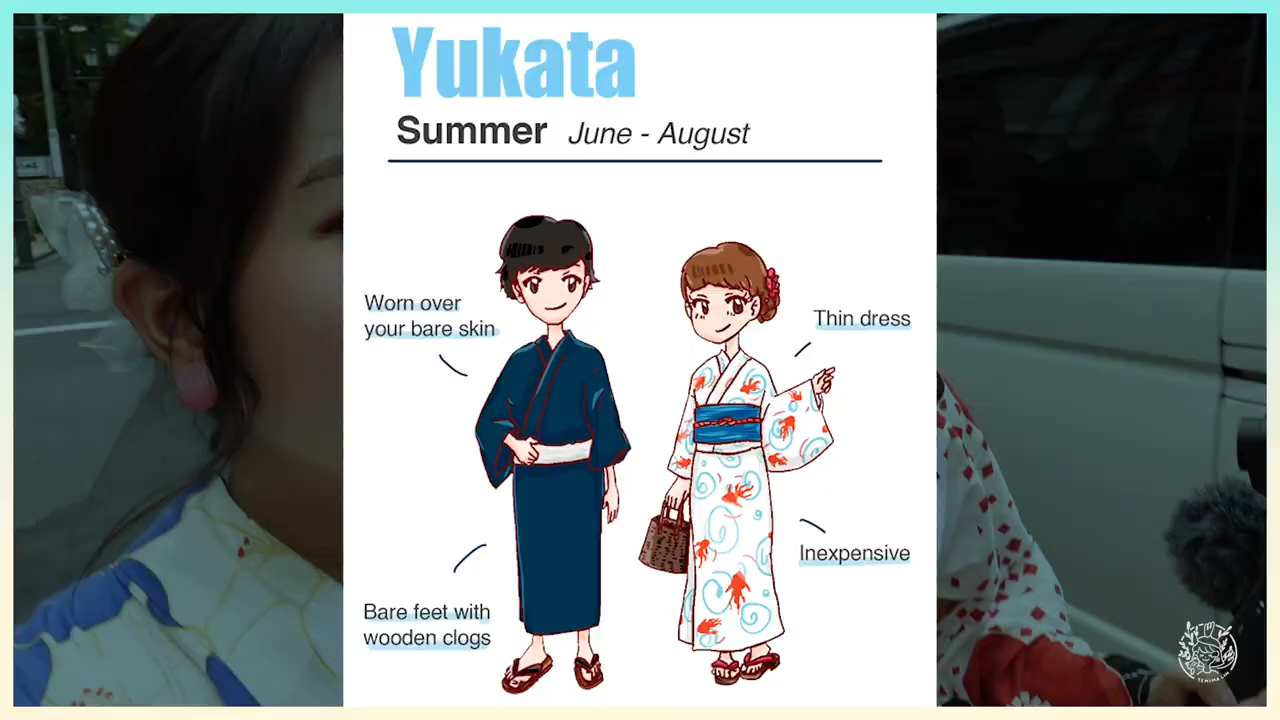 Yukata
Summer June - August
Worn over
your bare skin
Thin dress
Inexpensive
Bare feet with
wooden clogs